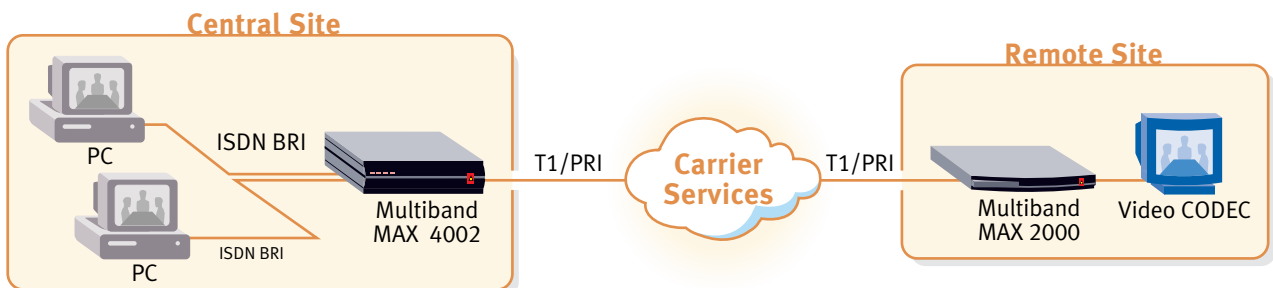 Central Site
PC
ISDN BRI
Multiband
MAX 4002
PC
ISDN BRI
T1/PRI
Carrier
Services
T1/PRI
Remote Site
Multiband
MAX 2000
Video CODEC